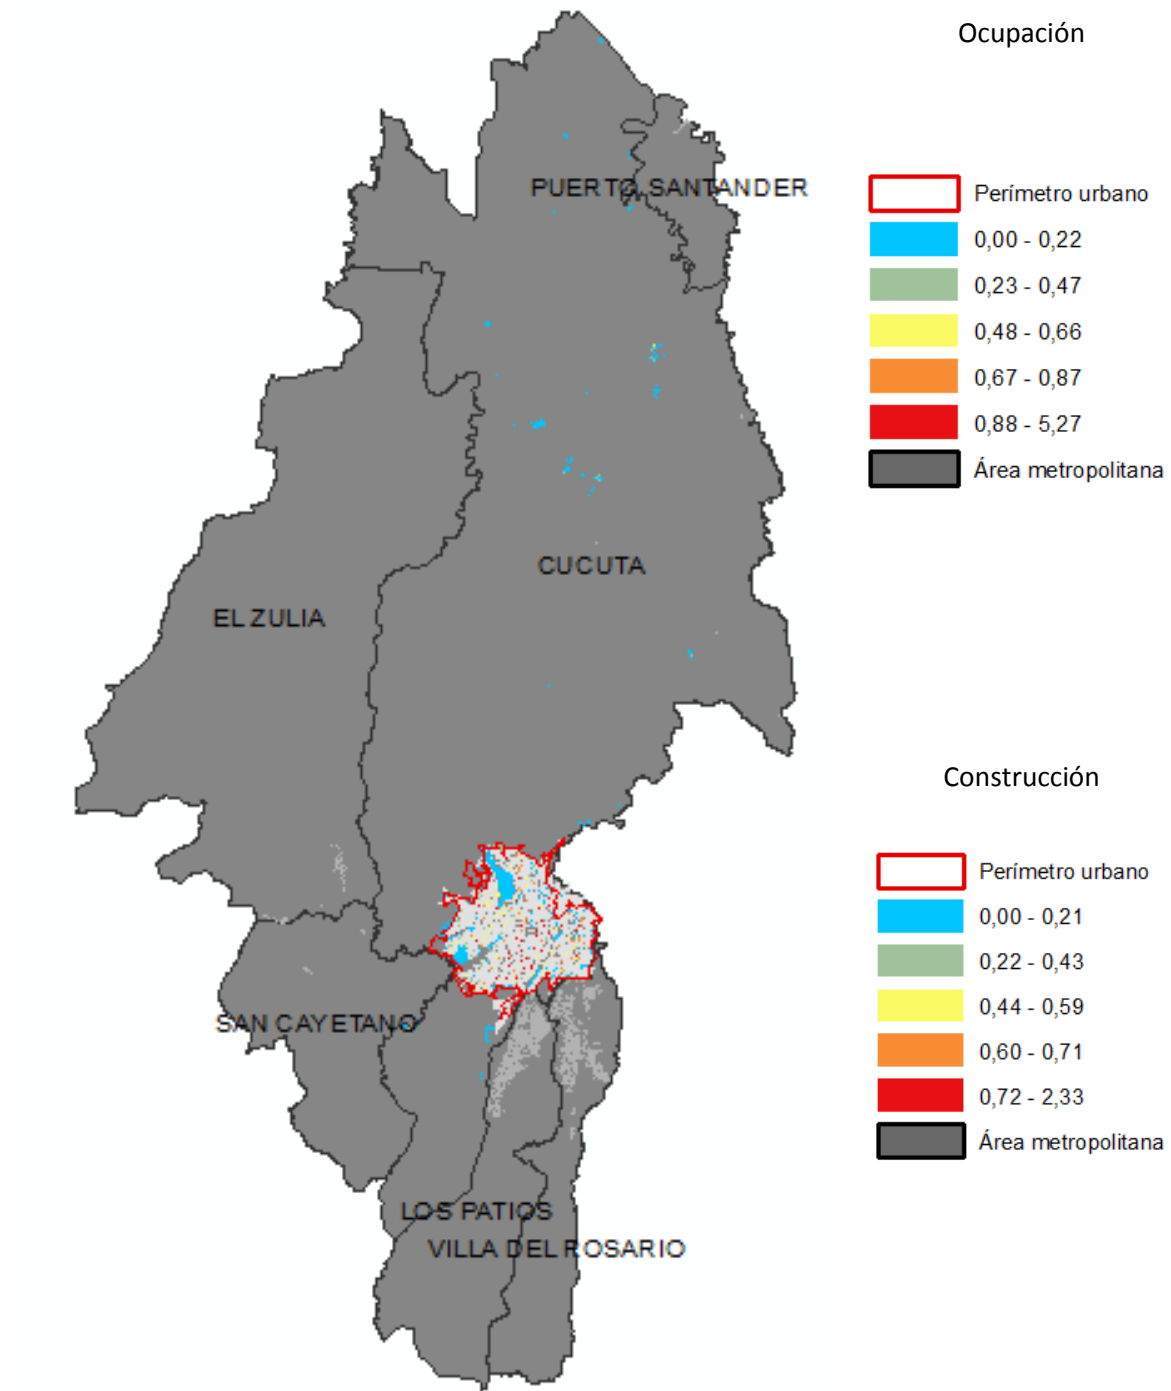 Ocupación
PUERTO SANTANDER
Perímetro urbano
0,00 - 0,22
0,23 - 0,47
0,48 - 0,66
0,67 - 0,87
0,88 - 5,27
Área metropolitana
CUCUTA
EL ZULIA
SAN CAYETANO
LOS PATIOS
VILLA DEL ROSARIO
Construcción
Perímetro urbano
0,00 - 0,21
0,22 - 0,43
0,44 - 0,59
0,60 - 0,71
0,72 - 2,33
Área metropolitana